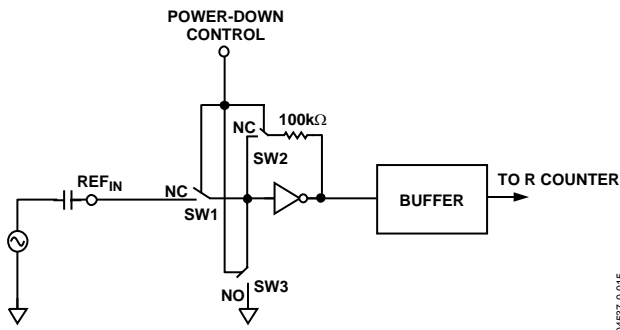 POWER-DOWN
CONTROL
100kΩ
NC
SW2
REFIN
NC
SW1
BUFFER
TO R COUNTER
NO
SW3